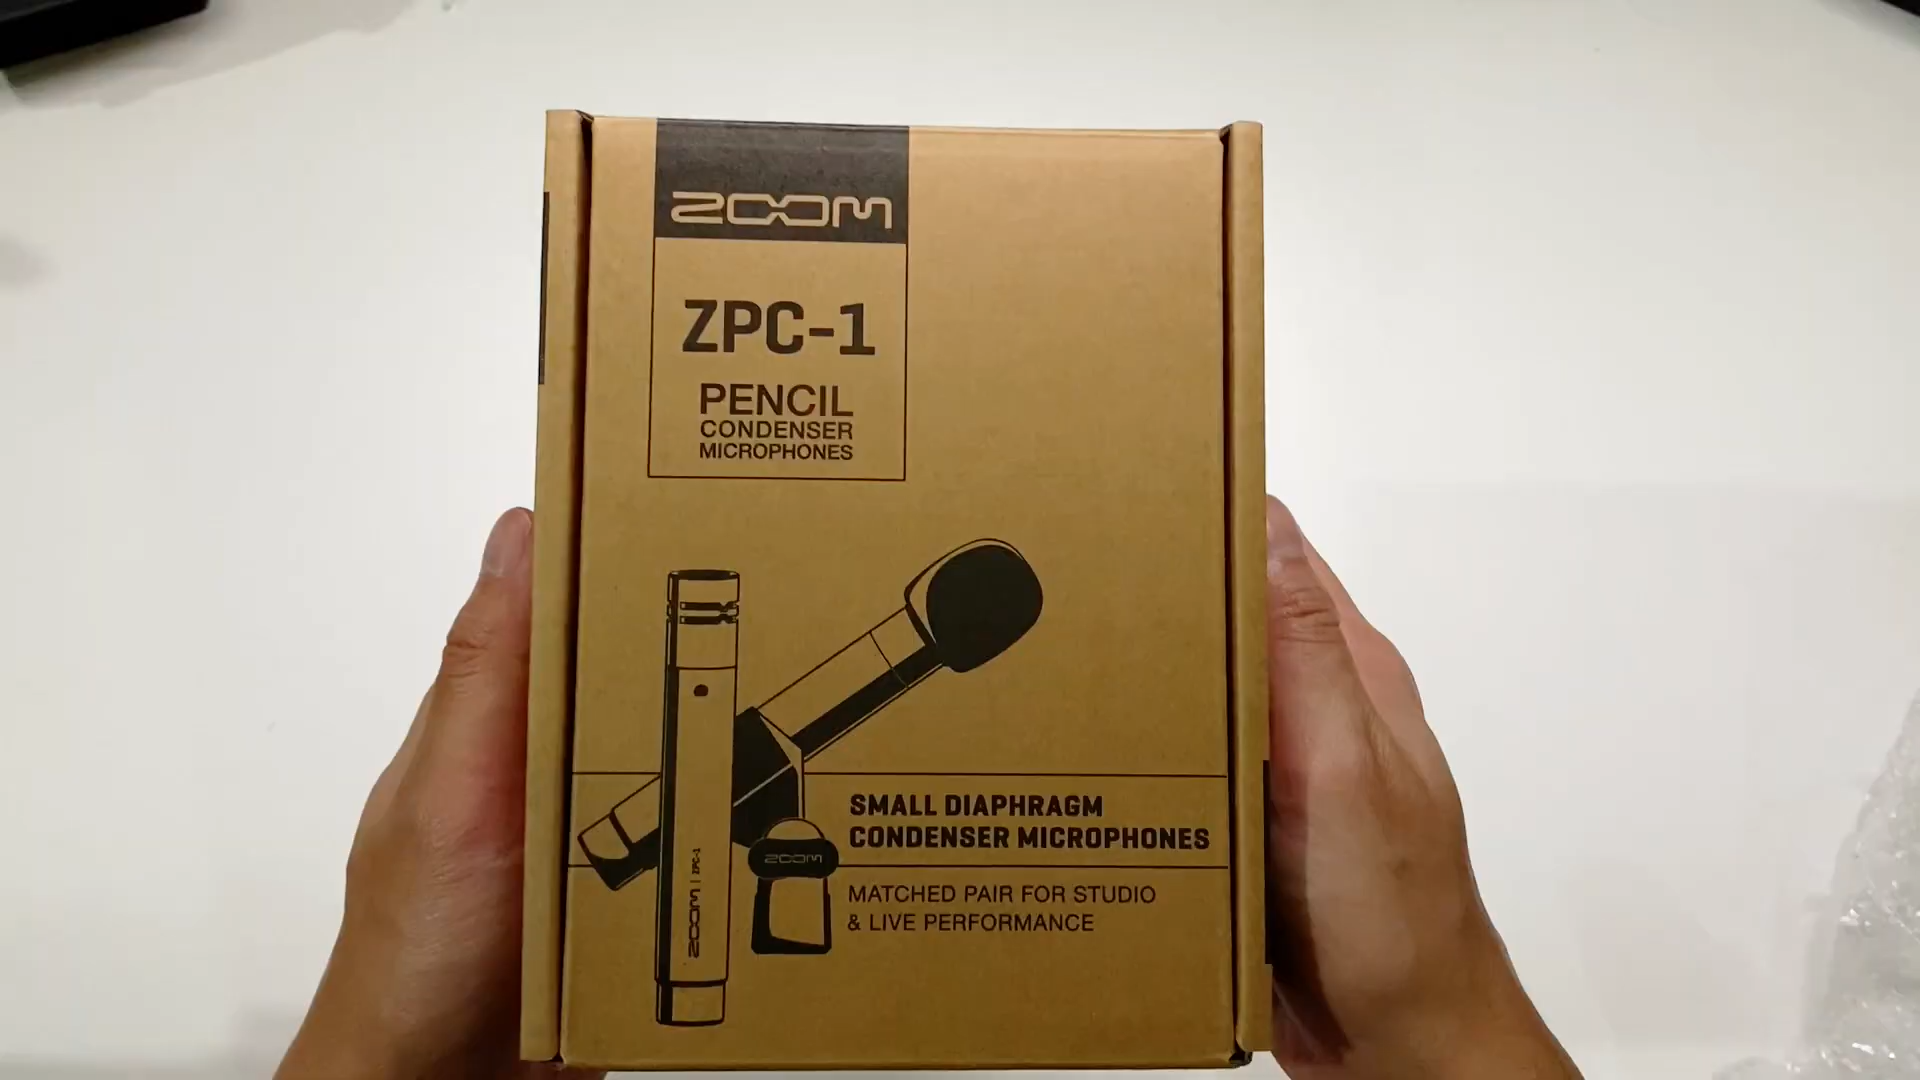 ZOOM
ZPC-1
PENCIL
CONDENSER
MICROPHONES
SMALL DIAPHRAGM
CONDENSER MICROPHONES
ZOOM
MATCHED PAIR FOR STUDIO
& LIVE PERFORMANCE
ZOOM | ZPC-1